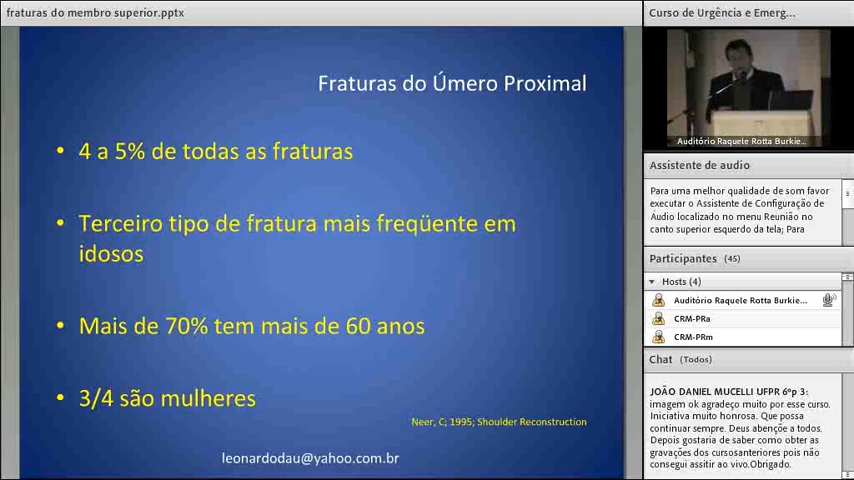 fraturas do membro superior.pptx
Fraturas do Úmero Proximal
• 4 a 5% de todas as fraturas
• Terceiro tipo de fratura mais freqüente em
idosos
• Mais de 70% tem mais de 60 anos
• 3/4 são mulheres
Neer, C; 1995; Shoulder Reconstruction
leonardodau@yahoo.com.br
Curso de Urgência e Emerg...
Auditório Raquele Rotta Burkie...
Assistente de audio
Para uma melhor qualidade de som favor
executar o Assistente de Configuração de
Áudio localizado no menu Reunião no
canto superior esquerdo da tela; Para
Participantes (45)
Hosts (4)
Auditório Raquele Rotta Burkie...
CRM-PRa
CRM-PRm
Chat (Todos)
JOÃO DANIEL MUCELLI UFPR 6ºp 3:
imagem ok agradeço muito por esse curso.
Iniciativa muito honrosa. Que possa
continuar sempre. Deus abençõe a todos.
Depois gostaria de saber como obter as
gravações do cursosanteriores pois não
consegui assitir ao vivo.Obrigado.